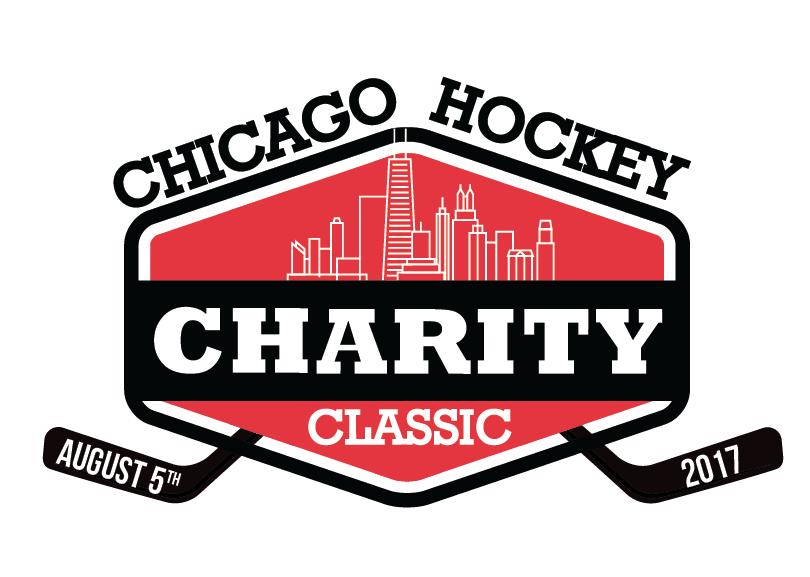 CHICAGO HOCKEY
CHARITY
CLASSIC
AUGUST 5TH
2017